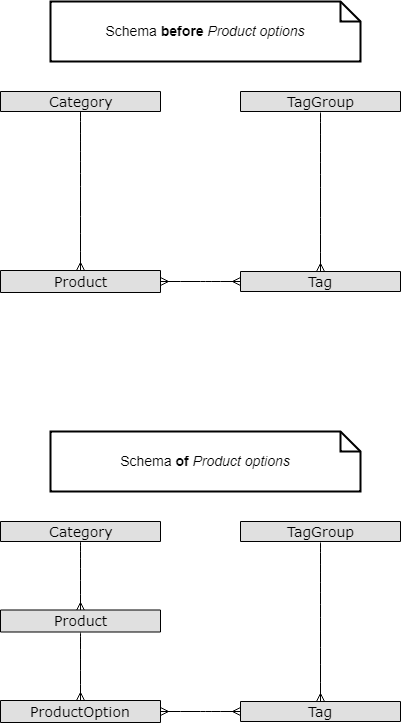 Schema before Product options
Category
TagGroup
Product
Tag
Schema of Product options
Category
TagGroup
Product
ProductOption
Tag